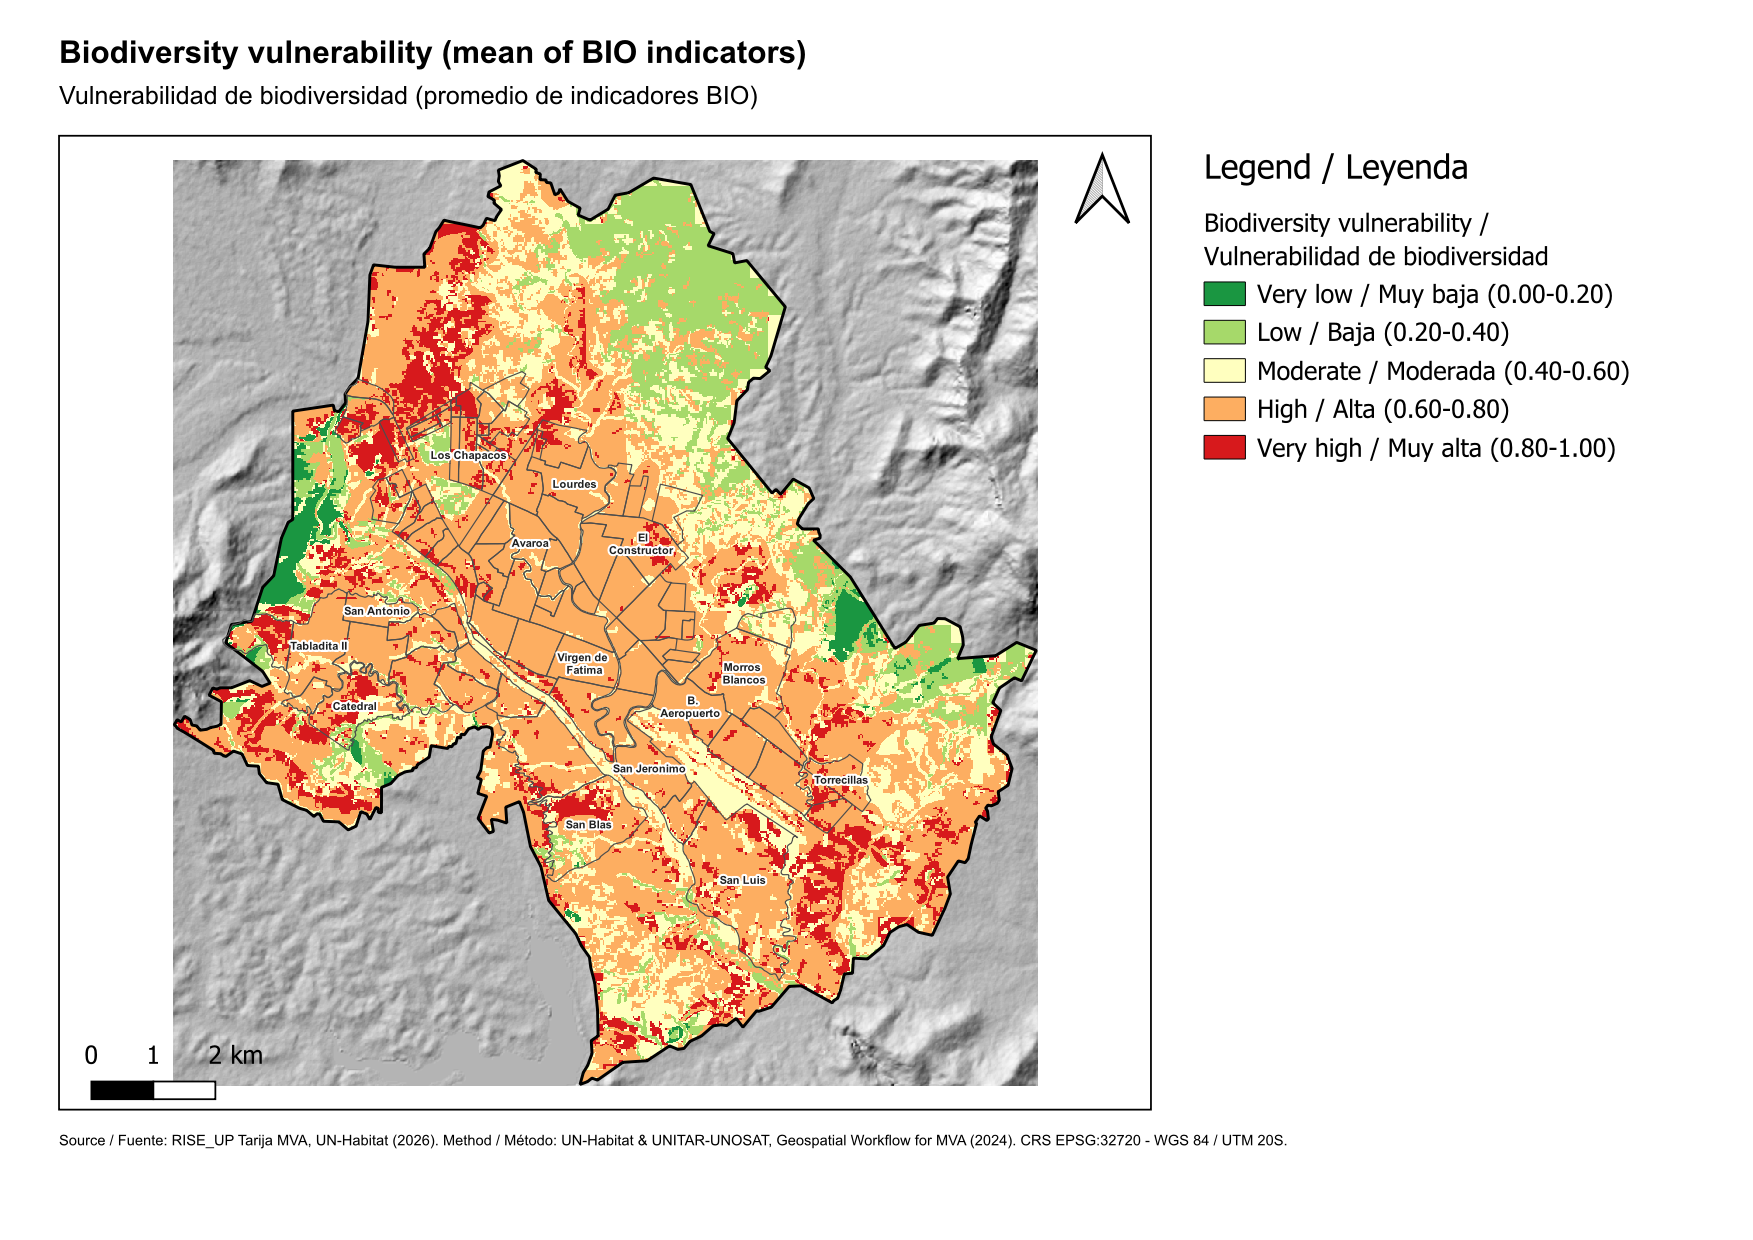 Biodiversity vulnerability (mean of BIO indicators)
Vulnerabilidad de biodiversidad (promedio de indicadores BIO)
Legend / Leyenda
Biodiversity vulnerability /
Vulnerabilidad de biodiversidad
Very low / Muy baja (0.00-0.20)
Low / Baja (0.20-0.40)
Moderate / Moderada (0.40-0.60)
High / Alta (0.60-0.80)
Very high / Muy alta (0.80-1.00)
Los Chapacos
Lourdes
Avaroa
El
Constructor
San Antonio
Tabladita II
Virgen de
Fatima
Morros
Blancos
Catedral
B.
Aeropuerto
San Jeronimo
Torrecillas
San Blas
San Luis
0 1 2 km
Source / Fuente: RISE_UP Tarija MVA, UN-Habitat (2026). Method / Método: UN-Habitat & UNITAR-UNOSAT, Geospatial Workflow for MVA (2024). CRS EPSG:32720 - WGS 84 / UTM 20S.